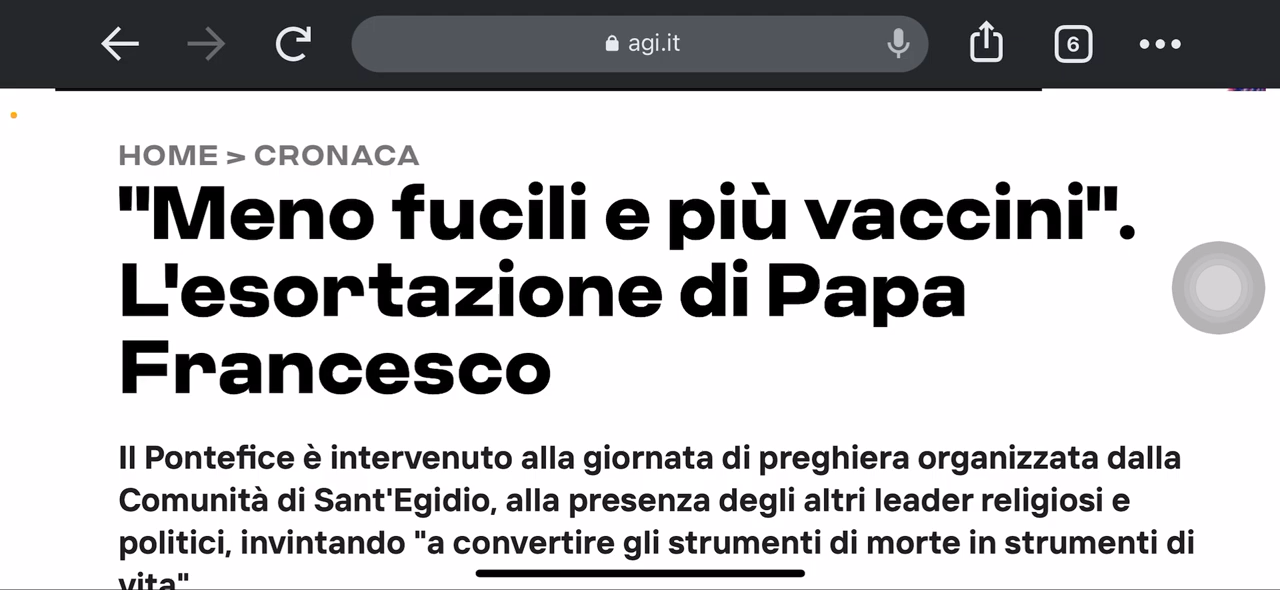 agi.it
6
HOME > CRONACA
"Meno fucili e più vaccini".
L'esortazione di Papa
Francesco
Il Pontefice è intervenuto alla giornata di preghiera organizzata dalla
Comunità di Sant'Egidio, alla presenza degli altri leader religiosi e
politici, invintando "a convertire gli strumenti di morte in strumenti di
vita"